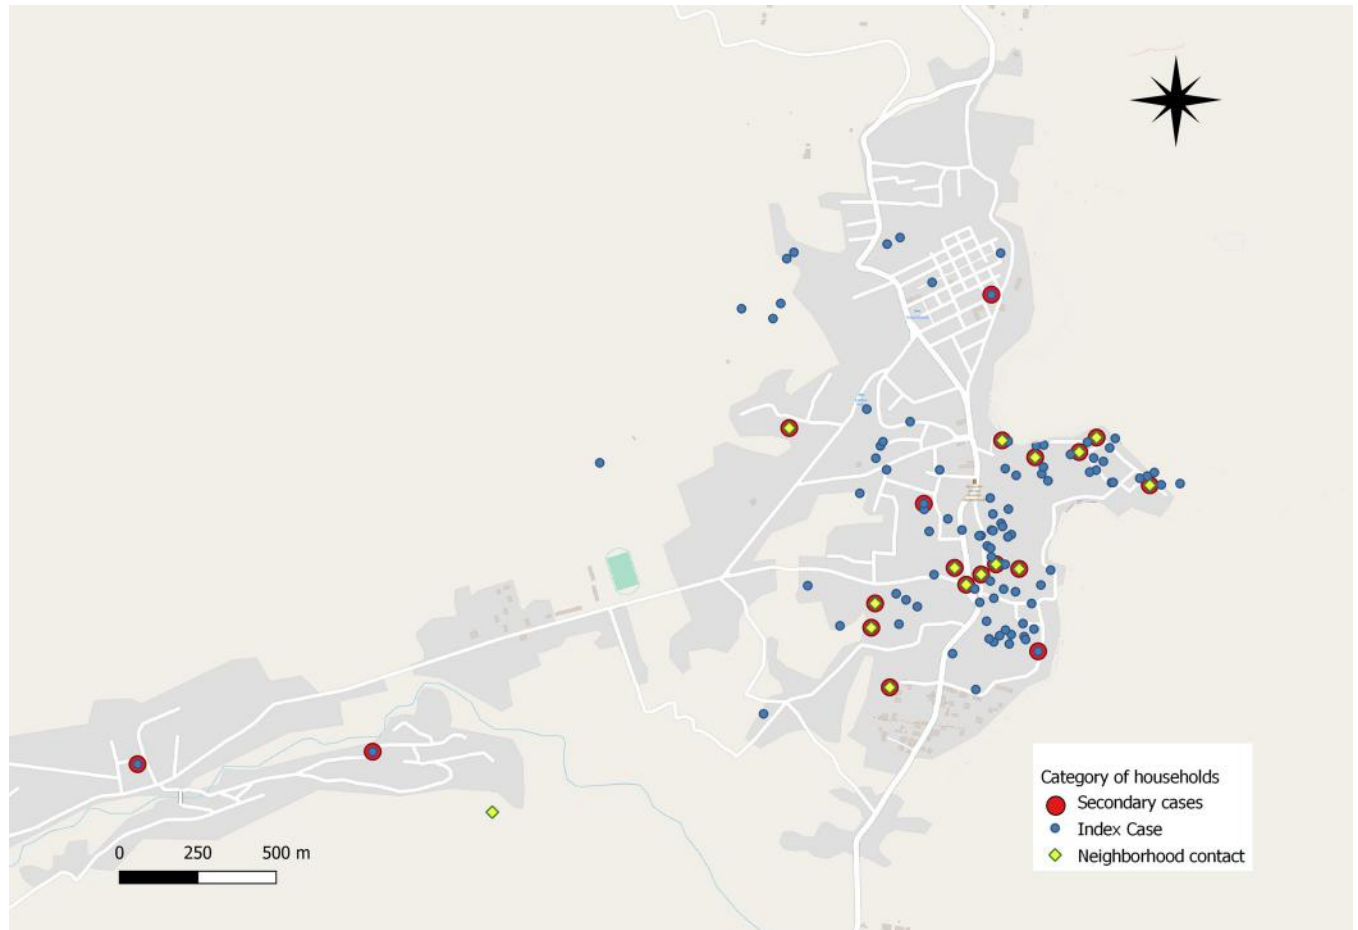 Category of households
Secondary cases
Index Case
Neighborhood contact
0 250 500 m